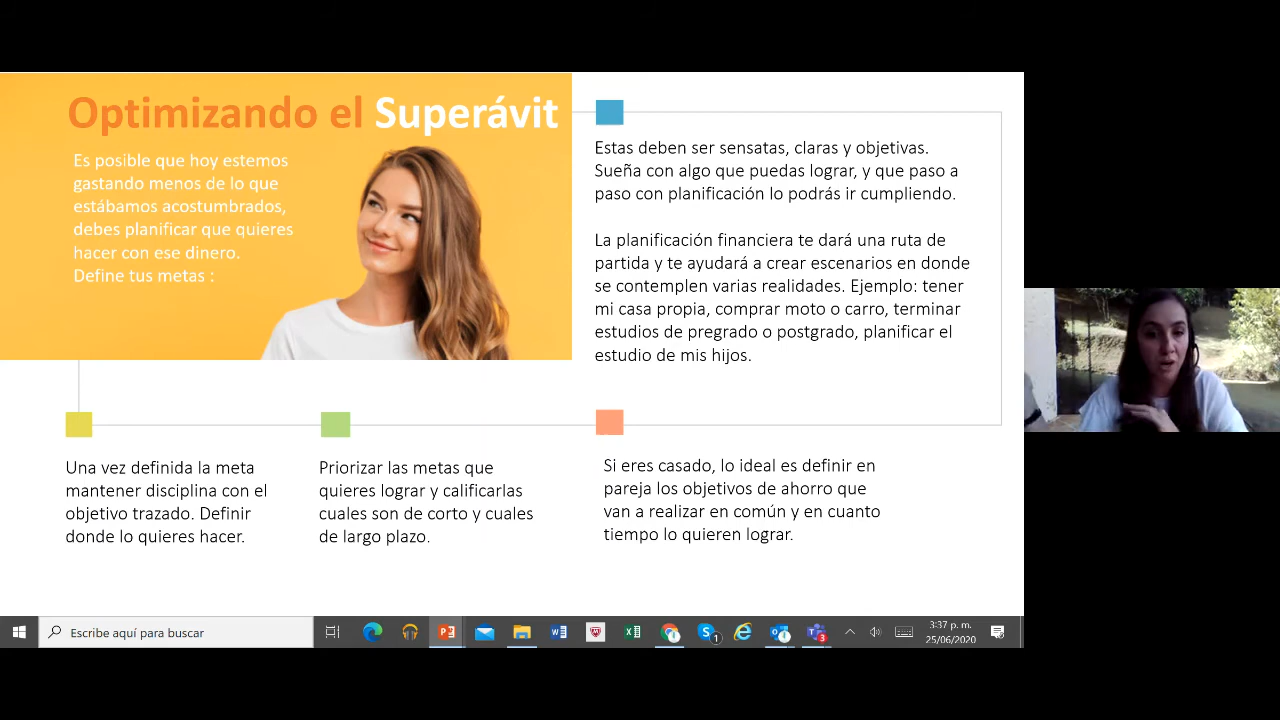 Optimizando el Superávit
Es posible que hoy estemos
gastando menos de lo que
estábamos acostumbrados,
debes planificar que quieres
hacer con ese dinero.
Define tus metas :
Estas deben ser sensatas, claras y objetivas.
Sueña con algo que puedas lograr, y que paso a
paso con planificación lo podrás ir cumpliendo.
La planificación financiera te dará una ruta de
partida y te ayudará a crear escenarios en donde
se contemplen varias realidades. Ejemplo: tener
mi casa propia, comprar moto o carro, terminar
estudios de pregrado o postgrado, planificar el
estudio de mis hijos.
Una vez definida la meta
mantener disciplina con el
objetivo trazado. Definir
donde lo quieres hacer.
Priorizar las metas que
quieres lograr y calificarlas
cuales son de corto y cuales
de largo plazo.
Si eres casado, lo ideal es definir en
pareja los objetivos de ahorro que
van a realizar en común y en cuanto
tiempo lo quieren lograr.
Escribe aquí para buscar
3:37 p. m.
25/06/2020